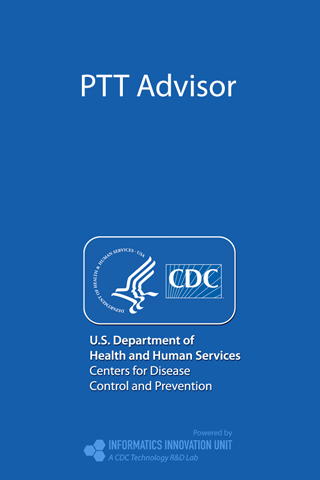 PTT Advisor
DEPARTMENT OF HEALTH & HUMAN SERVICES • USA
CDC
U.S. Department of
Health and Human Services
Centers for Disease
Control and Prevention
Powered by
INFORMATICS INNOVATION UNIT
A CDC Technology R&D Lab